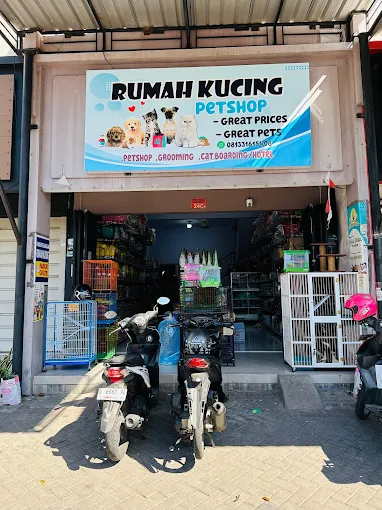 RUMAH KUCING
PETSHOP
- GREAT PRICES
- GREAT PETS
PETSHOP .GROOMING .CAT BOARDING/HOTEL